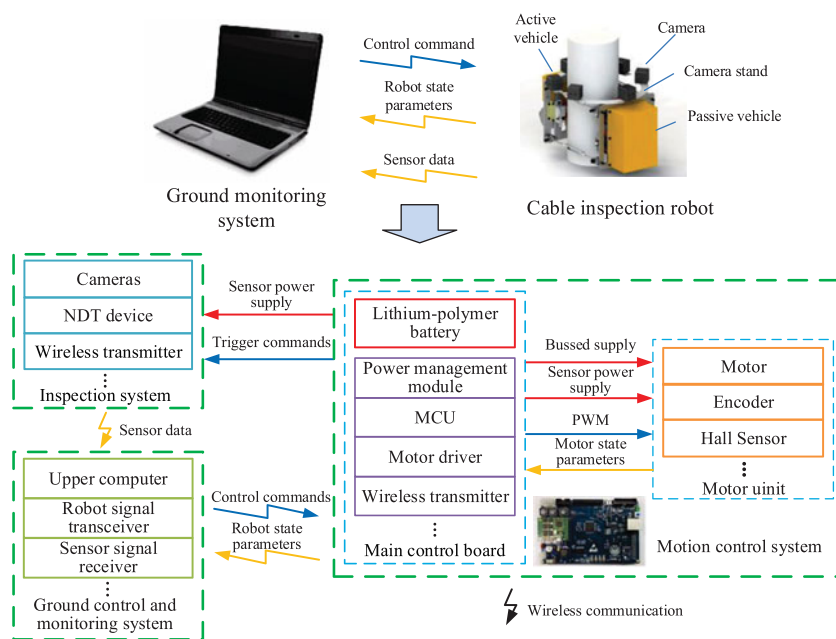 Active
vehicle
Control command
Camera
Camera stand
Robot state
parameters
Passive vehicle
Sensor data
Ground monitoring
system
Cable inspection robot
Cameras
NDT device
Wireless transmitter
Inspection system
Sensor power
supply
Trigger commands
Lithium-polymer
battery
Power management
module
MCU
Motor driver
Wireless transmitter
Main control board
Bussed supply
Sensor power
supply
PWM
Motor state
parameters
Motor
Encoder
Hall Sensor
Motor uinit
Motion control system
Sensor data
Upper computer
Robot signal
transceiver
Sensor signal
receiver
Ground control and
monitoring system
Control commands
Robot state
parameters
Wireless communication